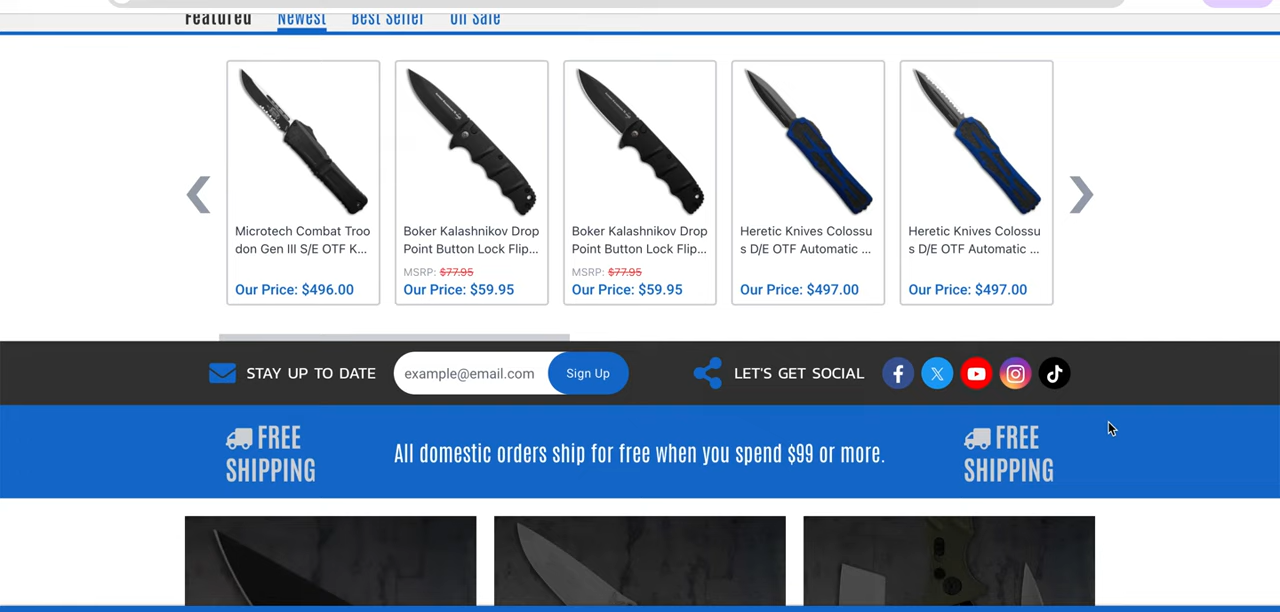 Featured Newest Best Seller On Sale
Microtech Combat Troo
don Gen III S/E OTF K...
Our Price: $496.00
Boker Kalashnikov Drop
Point Button Lock Flip...
MSRP: $77.95
Our Price: $59.95
Boker Kalashnikov Drop
Point Button Lock Flip...
MSRP: $77.95
Our Price: $59.95
Heretic Knives Colossu
s D/E OTF Automatic ...
Our Price: $497.00
Heretic Knives Colossu
s D/E OTF Automatic ...
Our Price: $497.00
STAY UP TO DATE
example@email.com
Sign Up
LET'S GET SOCIAL
FREE
SHIPPING
All domestic orders ship for free when you spend $99 or more.
FREE
SHIPPING